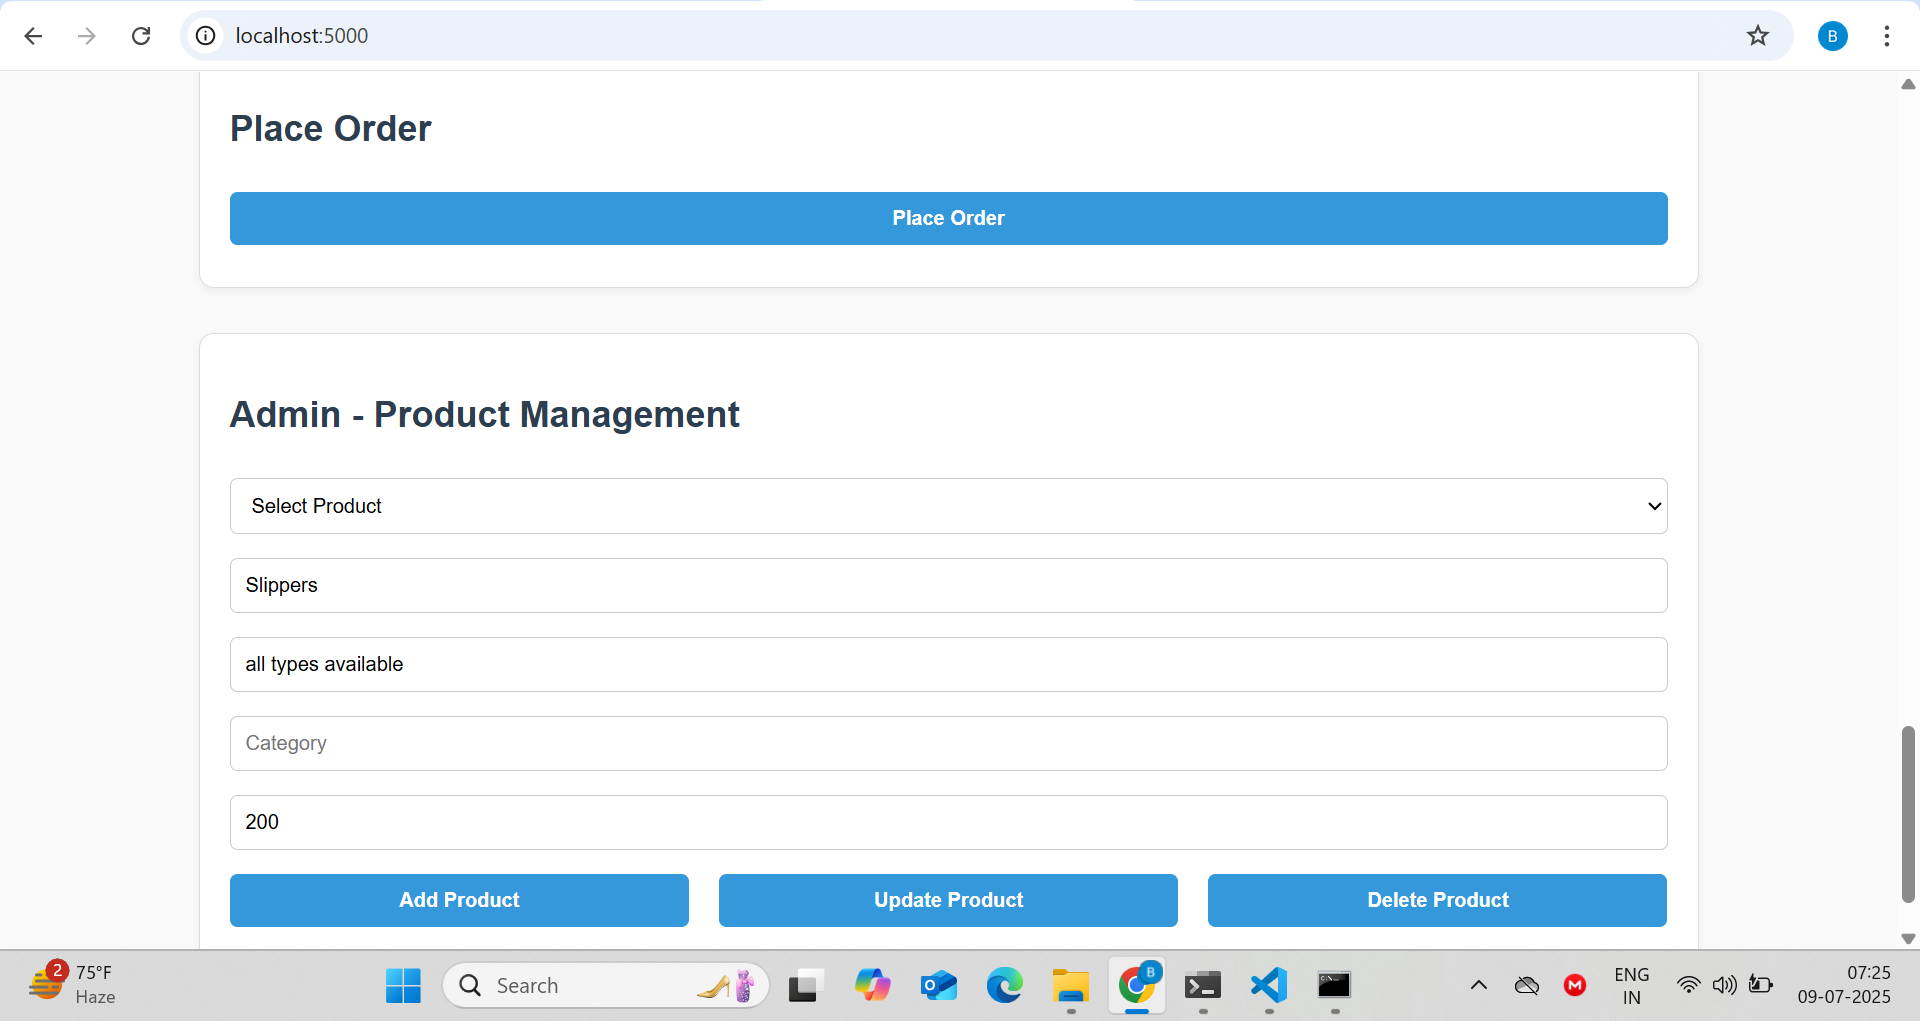 localhost:5000
B
Place Order
Place Order
Admin - Product Management
Select Product
Slippers
all types available
Category
200
Add Product
Update Product
Delete Product
2
75°F
Haze
Search
B
M
ENG
IN
07:25
09-07-2025